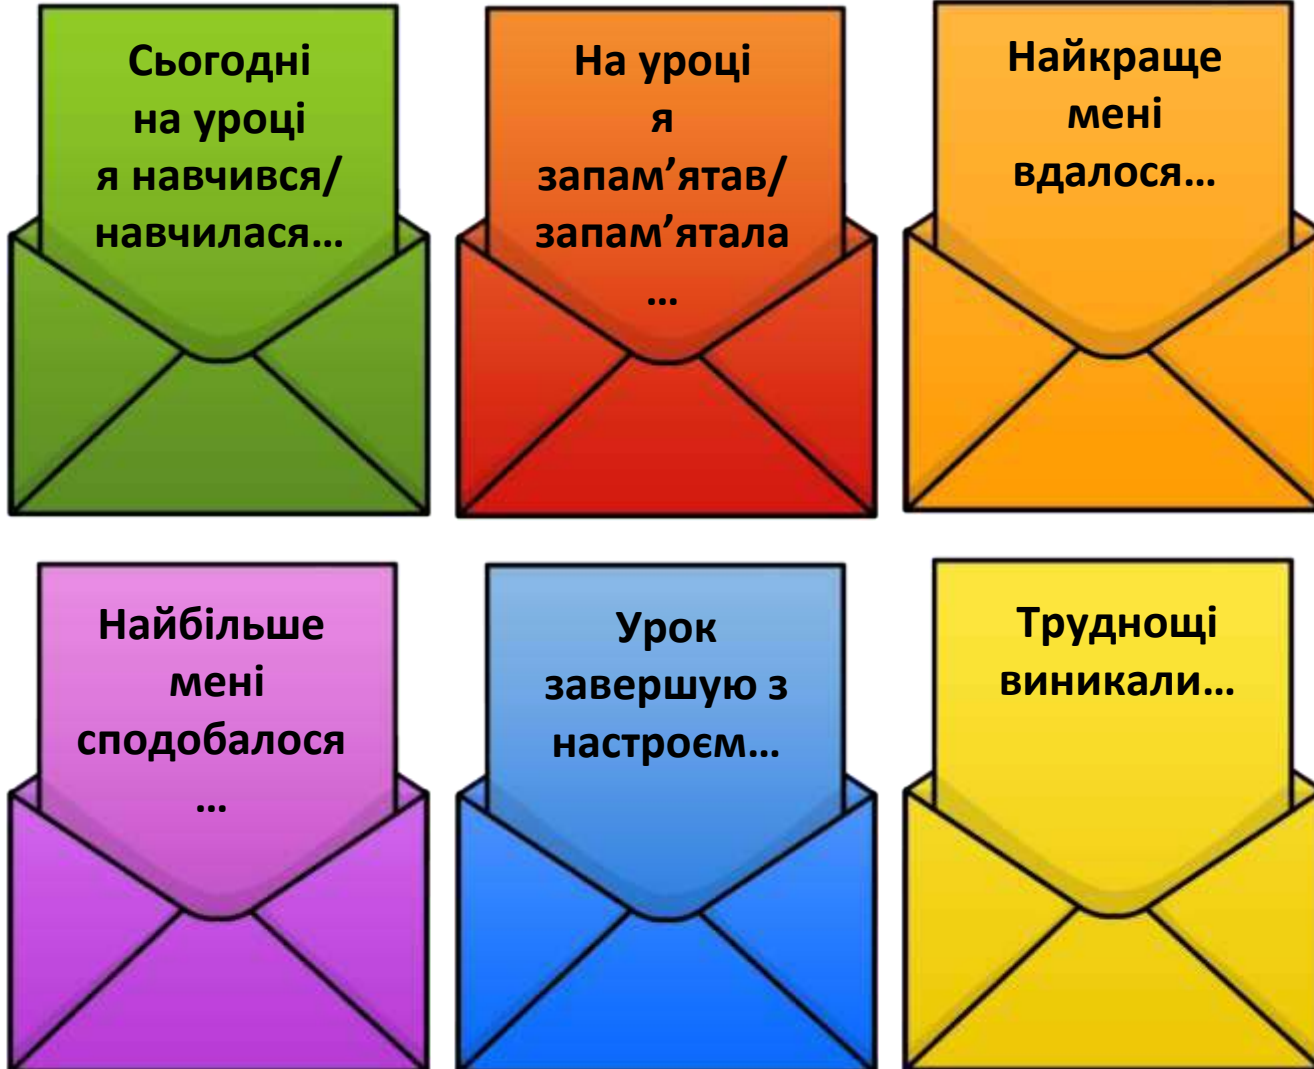 Сьогодні
на уроці
я навчився/
навчилася…
На уроці
я
запам’ятав/
запам’ятала
…
Найкраще
мені
вдалося…
Найбільше
мені
сподобалося
…
Урок
завершую з
настроєм…
Труднощі
виникали…